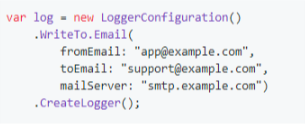 var log = new LoggerConfiguration()
    .WriteTo.Email(
        fromEmail: "app@example.com",
        toEmail: "support@example.com",
        mailServer: "smtp.example.com")
    .CreateLogger();